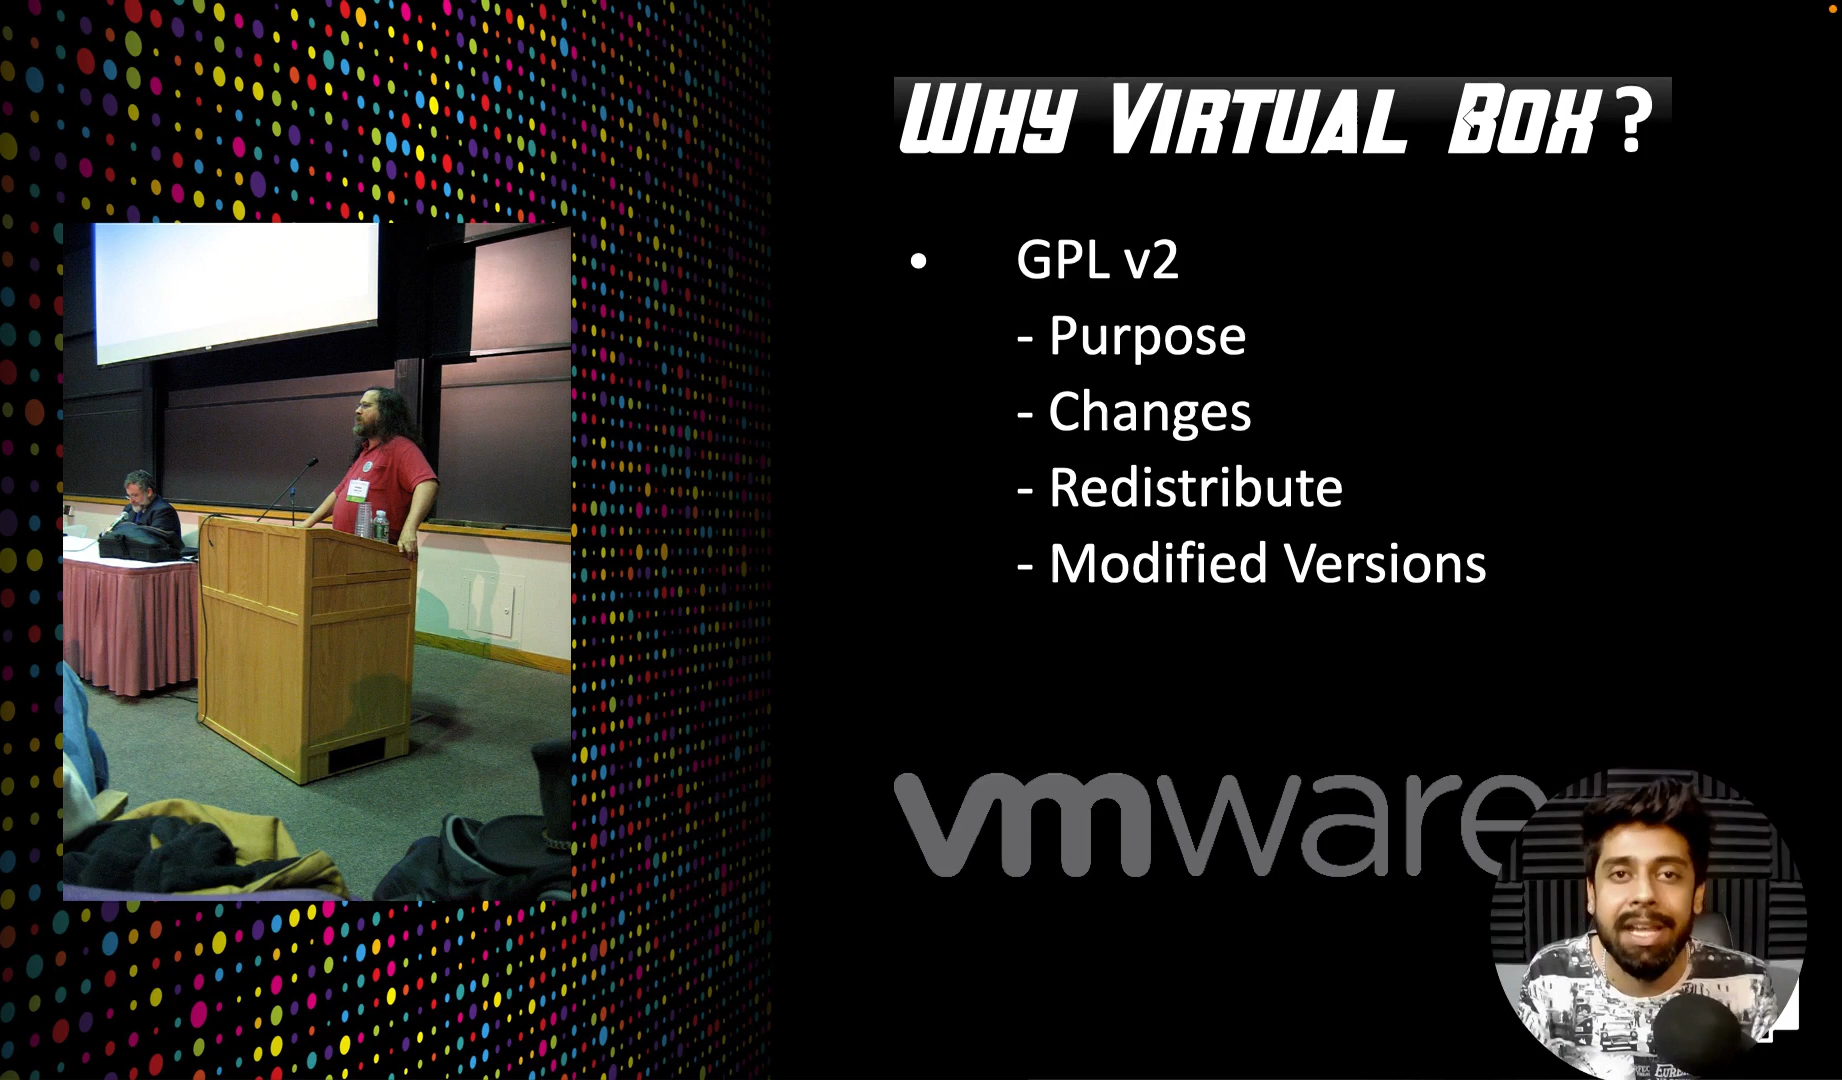 Why Virtual Box?
• GPL v2
- Purpose
- Changes
- Redistribute
- Modified Versions
vmware